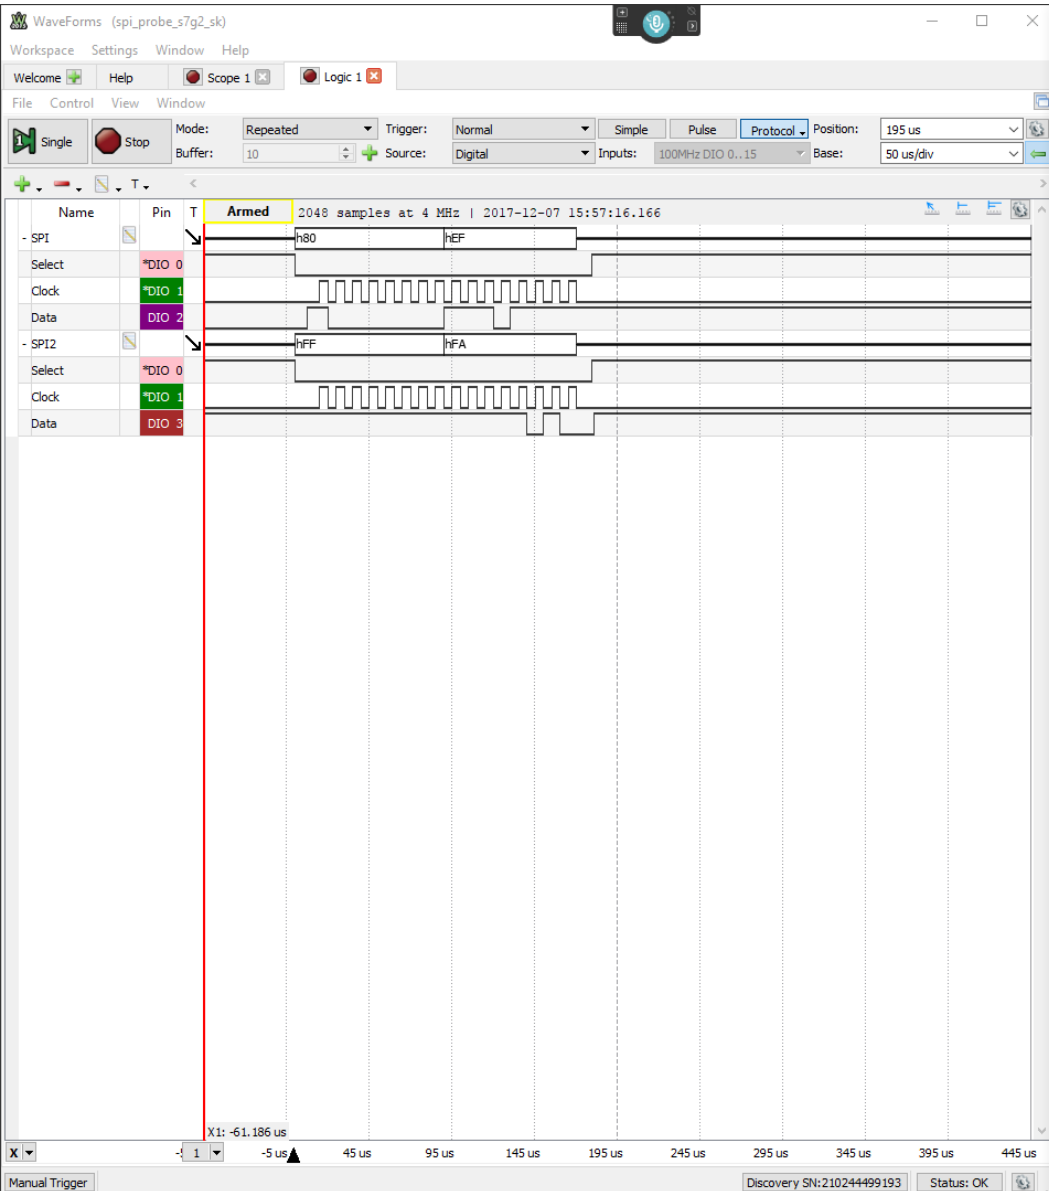 WaveForms (spi_probe_s7g2_sk)
Workspace Settings Window Help
Welcome Help Scope 1 Logic 1
File Control View Window
Single Stop Mode: Repeated Trigger: Normal Simple Pulse Protocol Position: 195 us
Buffer: 10 Source: Digital Inputs: 100MHz DIO 0..15 Base: 50 us/div
T
Name Pin T Armed 2048 samples at 4 MHz | 2017-12-07 15:57:16.166
- SPI h80 hEF
Select *DIO 0
Clock *DIO 1
Data DIO 2
- SPI2 hFF hFA
Select *DIO 0
Clock *DIO 1
Data DIO 3
X1: -61.186 us
X 1 -5 us 45 us 95 us 145 us 195 us 245 us 295 us 345 us 395 us 445 us
Manual Trigger Discovery SN:210244499193 Status: OK